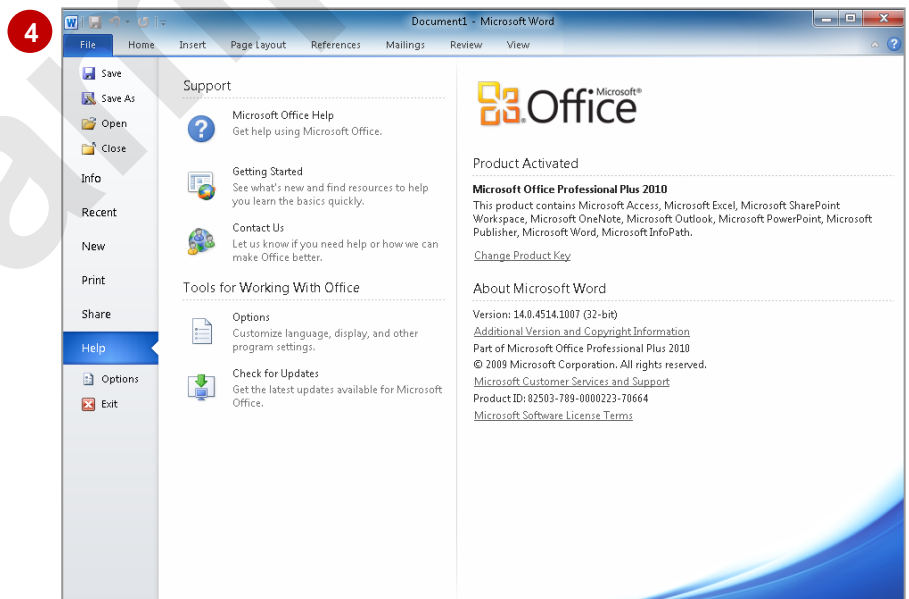 4
Document1 - Microsoft Word
File Home Insert Page Layout References Mailings Review View
Save
Save As
Open
Close
Info
Recent
New
Print
Share
Help
Options
Exit
Support
Microsoft Office Help
Get help using Microsoft Office.
Getting Started
See what's new and find resources to help
you learn the basics quickly.
Contact Us
Let us know if you need help or how we can
make Office better.
Tools for Working With Office
Options
Customize language, display, and other
program settings.
Check for Updates
Get the latest updates available for Microsoft
Office.
Microsoft®
Office
Product Activated
Microsoft Office Professional Plus 2010
This product contains Microsoft Access, Microsoft Excel, Microsoft SharePoint
Workspace, Microsoft OneNote, Microsoft Outlook, Microsoft PowerPoint, Microsoft
Publisher, Microsoft Word, Microsoft InfoPath.
Change Product Key
About Microsoft Word
Version: 14.0.4514.1007 (32-bit)
Additional Version and Copyright Information
Part of Microsoft Office Professional Plus 2010
© 2009 Microsoft Corporation. All rights reserved.
Microsoft Customer Services and Support
Product ID: 82503-789-0000223-70664
Microsoft Software License Terms